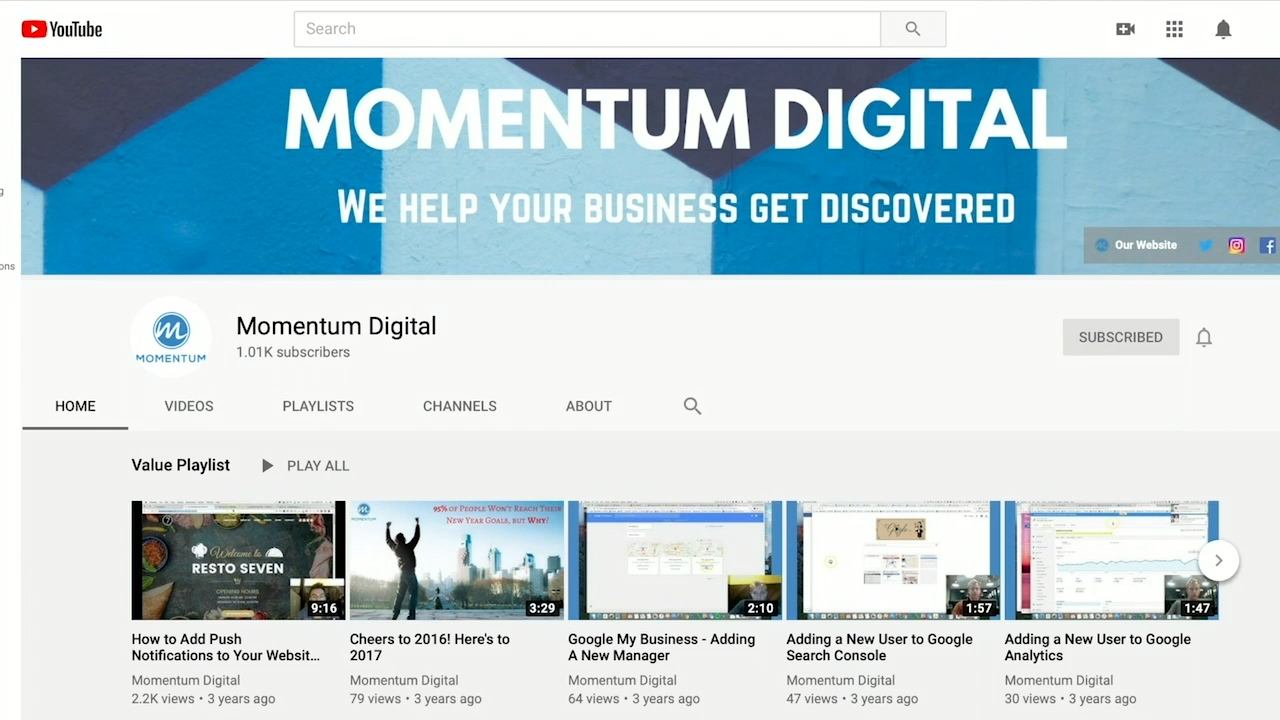 YouTube
Search
MOMENTUM DIGITAL
WE HELP YOUR BUSINESS GET DISCOVERED
g
ons
Our Website
MOMENTUM
Momentum Digital
1.01K subscribers
SUBSCRIBED
HOME VIDEOS PLAYLISTS CHANNELS ABOUT
Value Playlist PLAY ALL
Welcome to
RESTO SEVEN
OPENING HOURS
9:16
MOMENTUM
95% OF PEOPLE WON'T REACH THEIR
NEW YEAR GOALS, BUT WHY?
3:29
2:10
1:57
1:47
How to Add Push
Notifications to Your Websit...
Momentum Digital
2.2K views • 3 years ago
Cheers to 2016! Here's to
2017
Momentum Digital
79 views • 3 years ago
Google My Business - Adding
A New Manager
Momentum Digital
64 views • 3 years ago
Adding a New User to Google
Search Console
Momentum Digital
47 views • 3 years ago
Adding a New User to Google
Analytics
Momentum Digital
30 views • 3 years ago